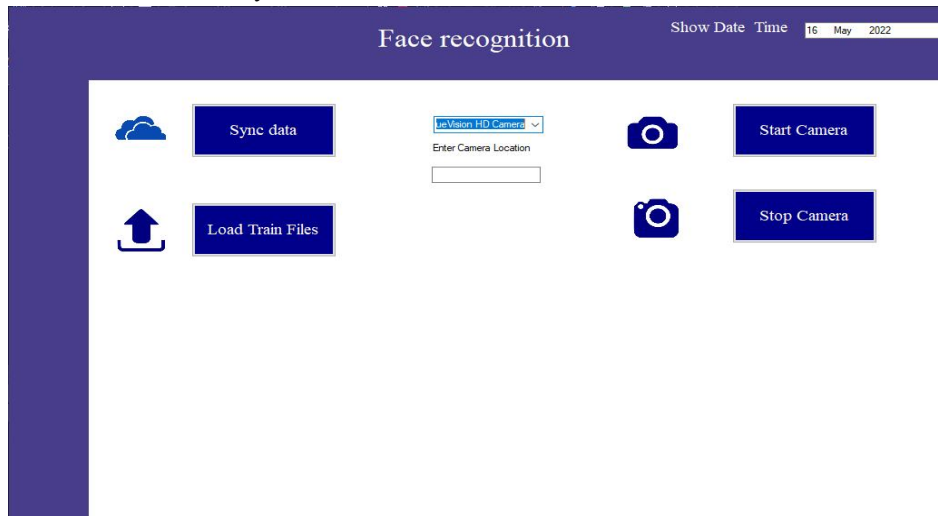 Face recognition
Show Date Time
16 May 2022
Sync data
ueVision HD Camera
Start Camera
Enter Camera Location
Load Train Files
Stop Camera